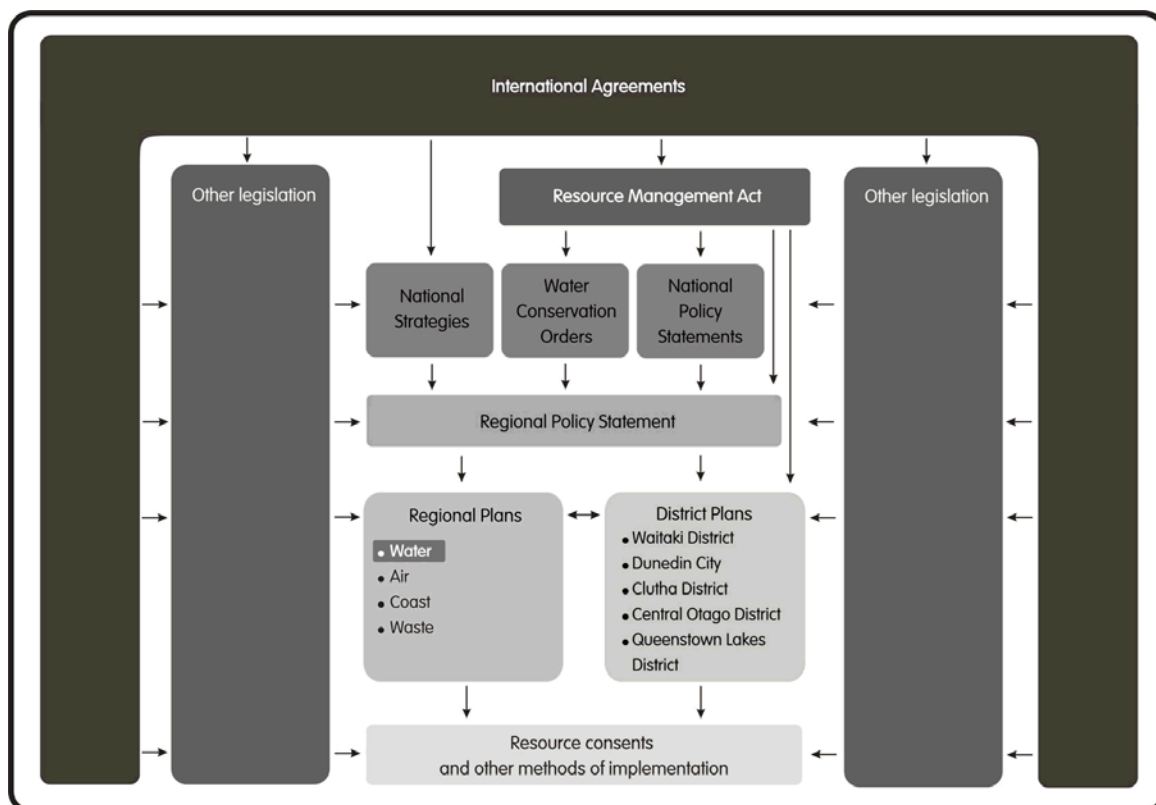 International Agreements
Other legislation
Resource Management Act
Other legislation
National
Strategies
Water
Conservation
Orders
National
Policy
Statements
Regional Policy Statement
Regional Plans
• Water
• Air
• Coast
• Waste
District Plans
• Waitaki District
• Dunedin City
• Clutha District
• Central Otago District
• Queenstown Lakes
District
Resource consents
and other methods of implementation